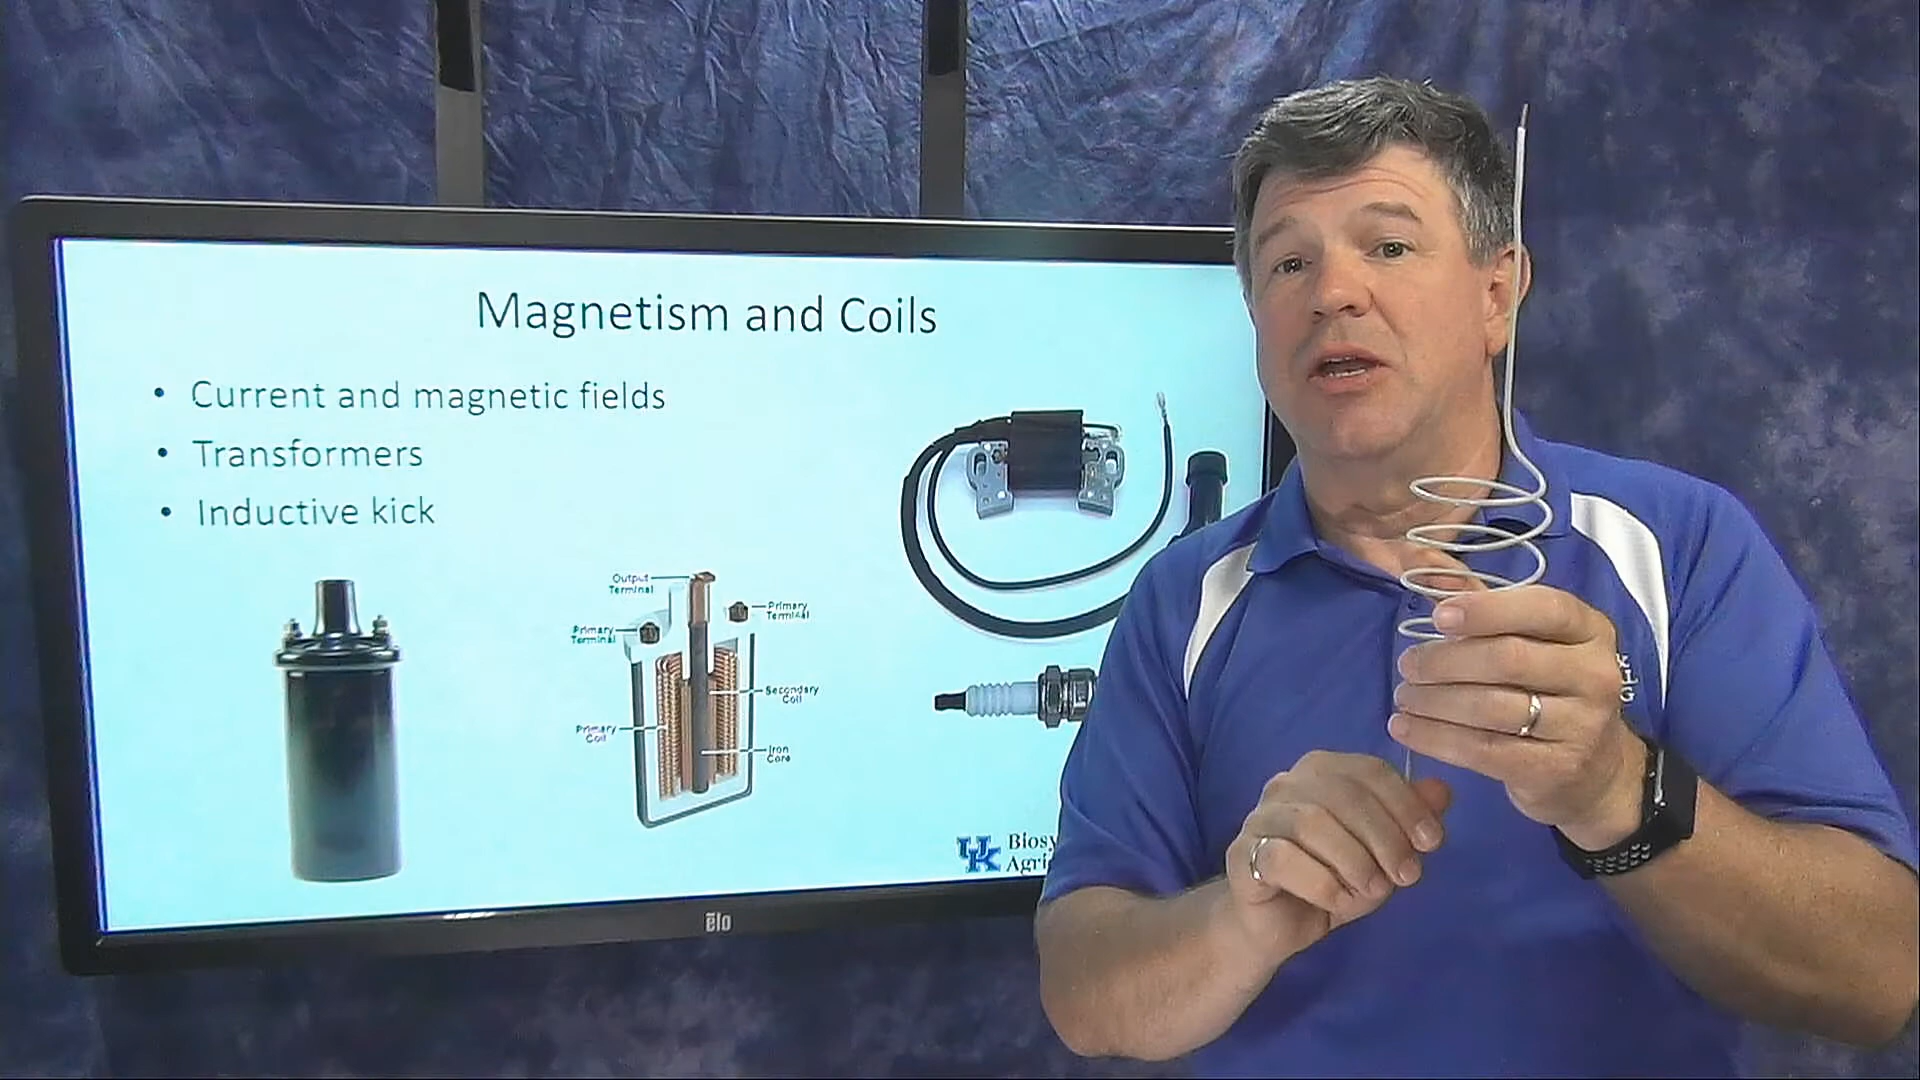 Magnetism and Coils
• Current and magnetic fields
• Transformers
• Inductive kick
Output
Terminal
Primary
Terminal
Primary
Terminal
Secondary
Coil
Primary
Coil
Iron
Core
UK
Biosy
Agri
elo